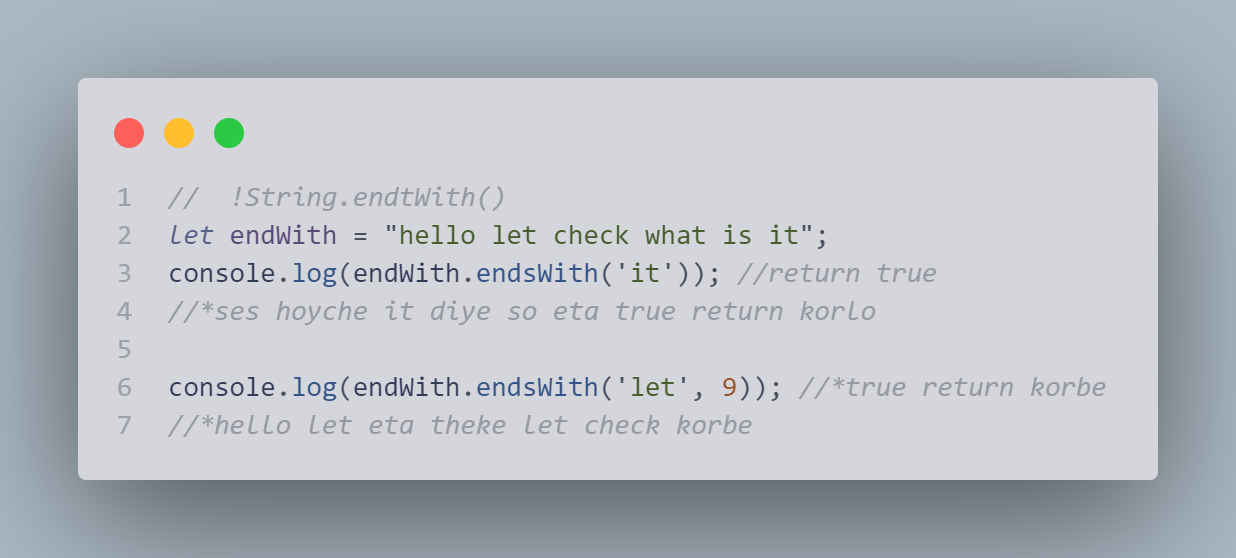 1 //  !String.endtWith()
2 let endWith = "hello let check what is it";
3 console.log(endWith.endsWith('it')); //return true
4 //*ses hoyche it diye so eta true return korlo
5
6 console.log(endWith.endsWith('let', 9)); //*true return korbe
7 //*hello let eta theke let check korbe